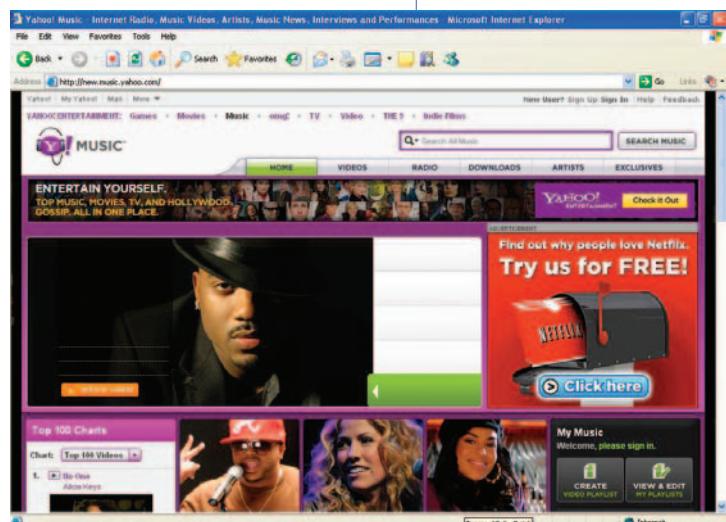 Yahoo! Music - Internet Radio, Music Videos, Artists, Music News, Interviews and Performances - Microsoft Internet Explorer
File Edit View Favorites Tools Help
Back Search Favorites
Address http://new.music.yahoo.com/ Go Links
Yahoo! My Yahoo! Mail More New User? Sign Up Sign In Help Feedback
YAHOO! ENTERTAINMENT: Games Movies Music omg! TV Video THE 9 Indie Films
Y! MUSIC Search All Music SEARCH MUSIC
HOME VIDEOS RADIO DOWNLOADS ARTISTS EXCLUSIVES
ENTERTAIN YOURSELF.
TOP MUSIC, MOVIES, TV, AND HOLLYWOOD
GOSSIP, ALL IN ONE PLACE.
YAHOO! ENTERTAINMENT Check it Out
ADVERTISEMENT
Find out why people love Netflix.
Try us for FREE!
NETFLIX
Click here
Top 100 Charts
Chart: Top 100 Videos
1. No One
Alicia Keys
My Music
Welcome, please sign in.
CREATE VIEW & EDIT
VIDEO PLAYLIST MY PLAYLISTS